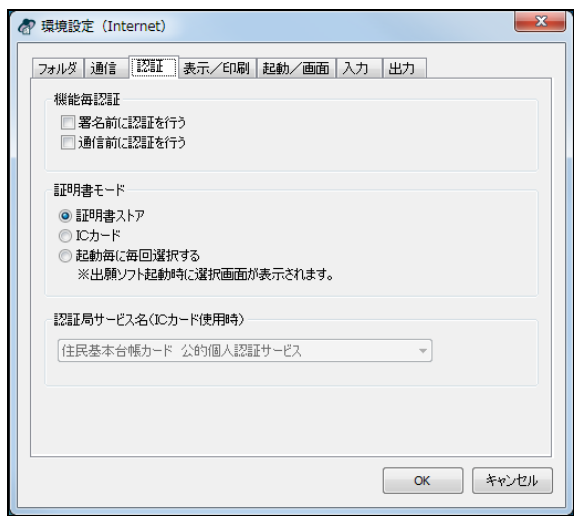 環境設定（Internet）
フォルダ 通信 認証 表示／印刷 起動／画面 入力 出力
機能毎認証
署名前に認証を行う
通信前に認証を行う
証明書モード
証明書ストア
ICカード
起動毎に毎回選択する
※出願ソフト起動時に選択画面が表示されます。
認証局サービス名(ICカード使用時)
住民基本台帳カード 公的個人認証サービス
OK キャンセル